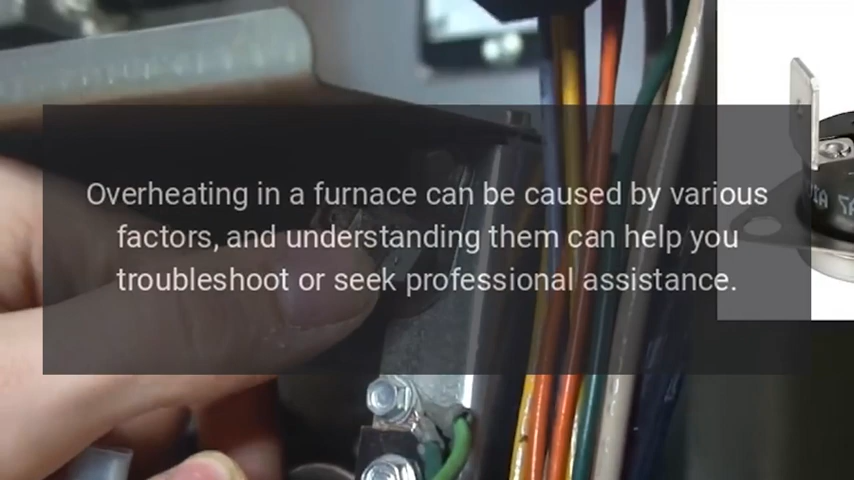 Overheating in a furnace can be caused by various
factors, and understanding them can help you
troubleshoot or seek professional assistance.